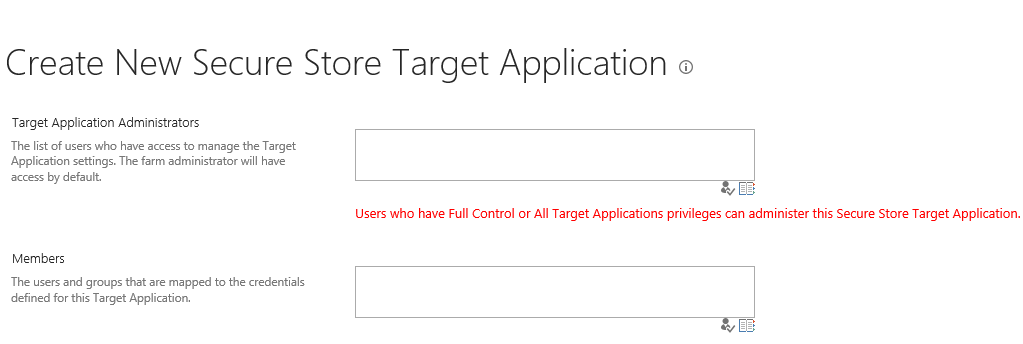 Create New Secure Store Target Application
Target Application Administrators
The list of users who have access to manage the Target
Application settings. The farm administrator will have
access by default.
Users who have Full Control or All Target Applications privileges can administer this Secure Store Target Application.
Members
The users and groups that are mapped to the credentials
defined for this Target Application.